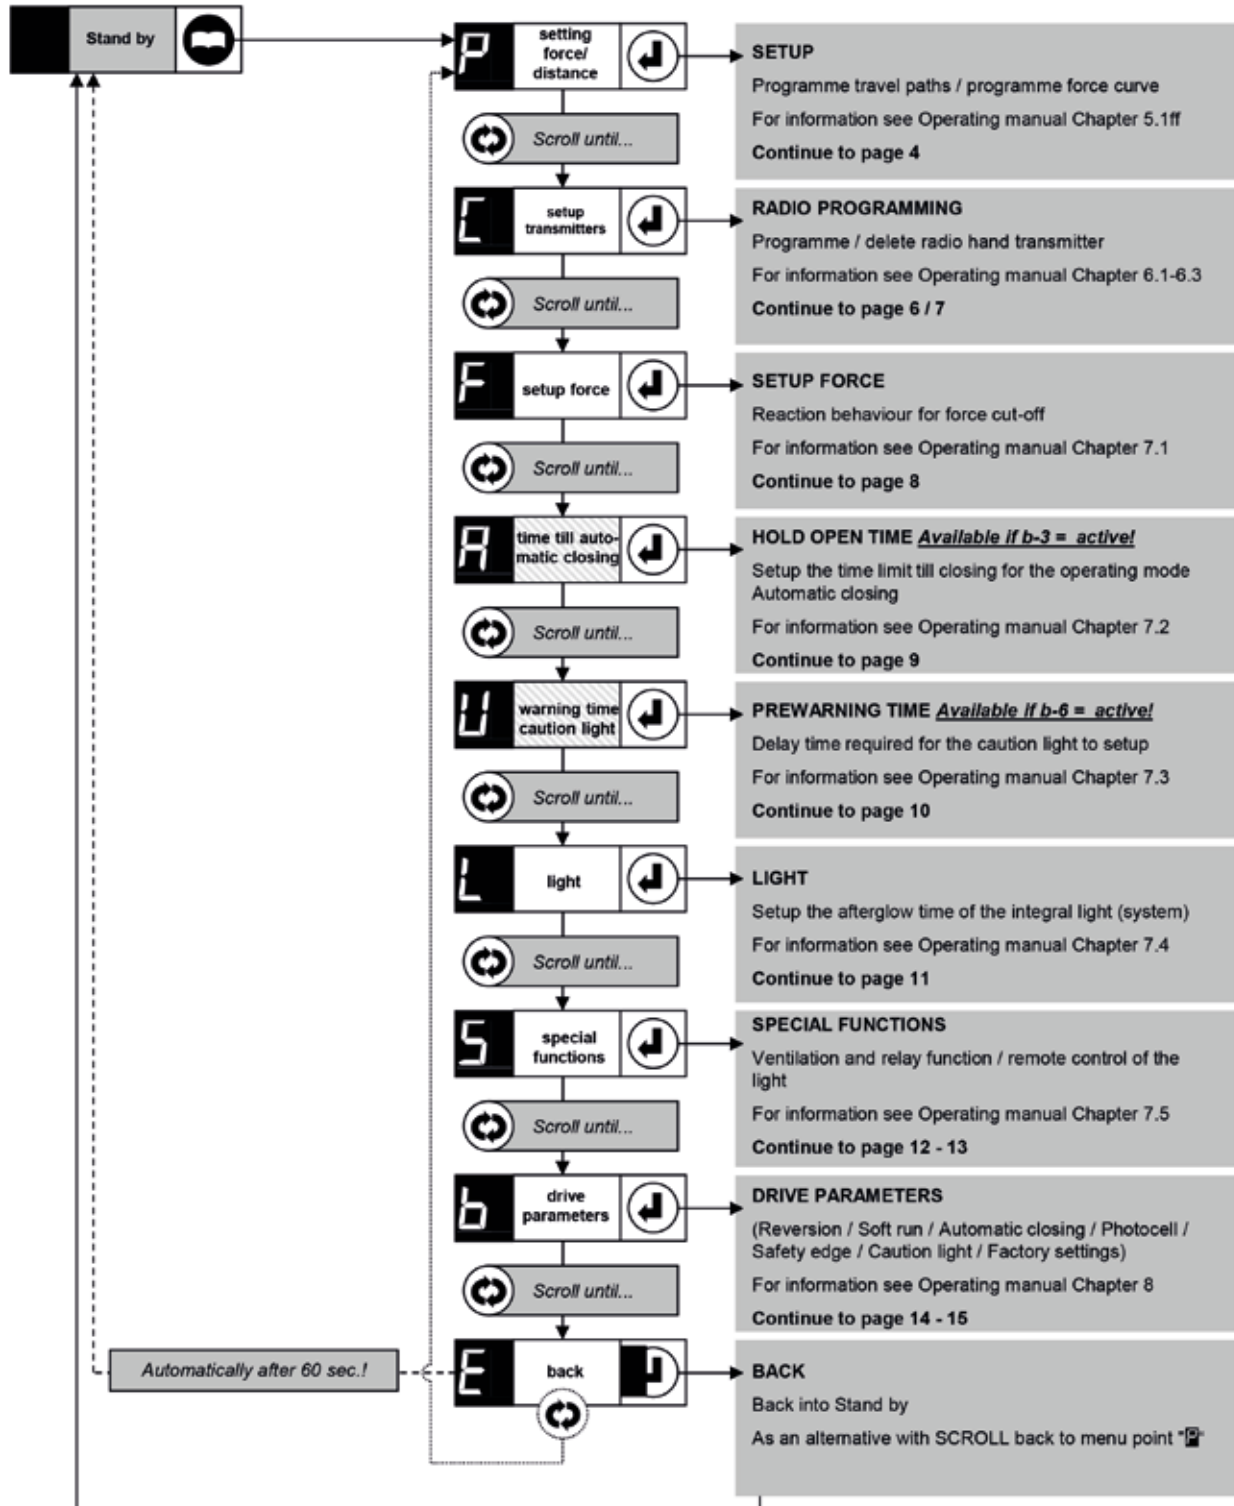 Stand by
P
setting
force/
distance
SETUP
Programme travel paths / programme force curve
For information see Operating manual Chapter 5.1ff
Continue to page 4
Scroll until...
C
setup
transmitters
RADIO PROGRAMMING
Programme / delete radio hand transmitter
For information see Operating manual Chapter 6.1-6.3
Continue to page 6 / 7
Scroll until...
F
setup force
SETUP FORCE
Reaction behaviour for force cut-off
For information see Operating manual Chapter 7.1
Continue to page 8
Scroll until...
A
time till auto-
matic closing
HOLD OPEN TIME Available if b-3 = active!
Setup the time limit till closing for the operating mode
Automatic closing
For information see Operating manual Chapter 7.2
Continue to page 9
Scroll until...
U
warning time
caution light
PREWARNING TIME Available if b-6 = active!
Delay time required for the caution light to setup
For information see Operating manual Chapter 7.3
Continue to page 10
Scroll until...
L
light
LIGHT
Setup the afterglow time of the integral light (system)
For information see Operating manual Chapter 7.4
Continue to page 11
Scroll until...
S
special
functions
SPECIAL FUNCTIONS
Ventilation and relay function / remote control of the
light
For information see Operating manual Chapter 7.5
Continue to page 12 - 13
Scroll until...
b
drive
parameters
DRIVE PARAMETERS
(Reversion / Soft run / Automatic closing / Photocell /
Safety edge / Caution light / Factory settings)
For information see Operating manual Chapter 8
Continue to page 14 - 15
Scroll until...
Automatically after 60 sec.!
E
back
BACK
Back into Stand by
As an alternative with SCROLL back to menu point "P"